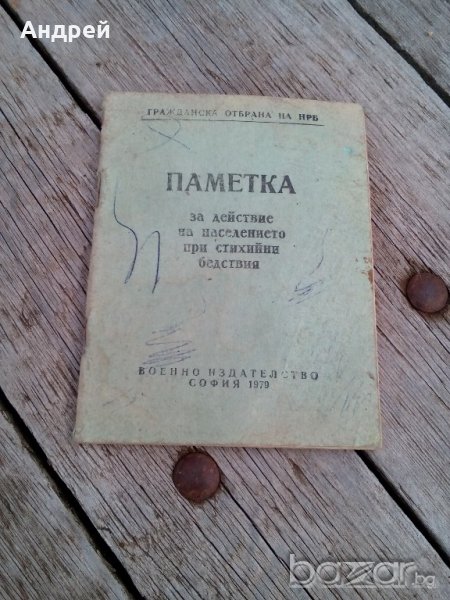 Андрей
ГРАЖДАНСКА ОТБРАНА НА НРБ
ПАМЕТКА
за действие
на населението
при стихийни
бедствия
ВОЕННО ИЗДАТЕЛСТВО
СОФИЯ 1979
bazar.bg